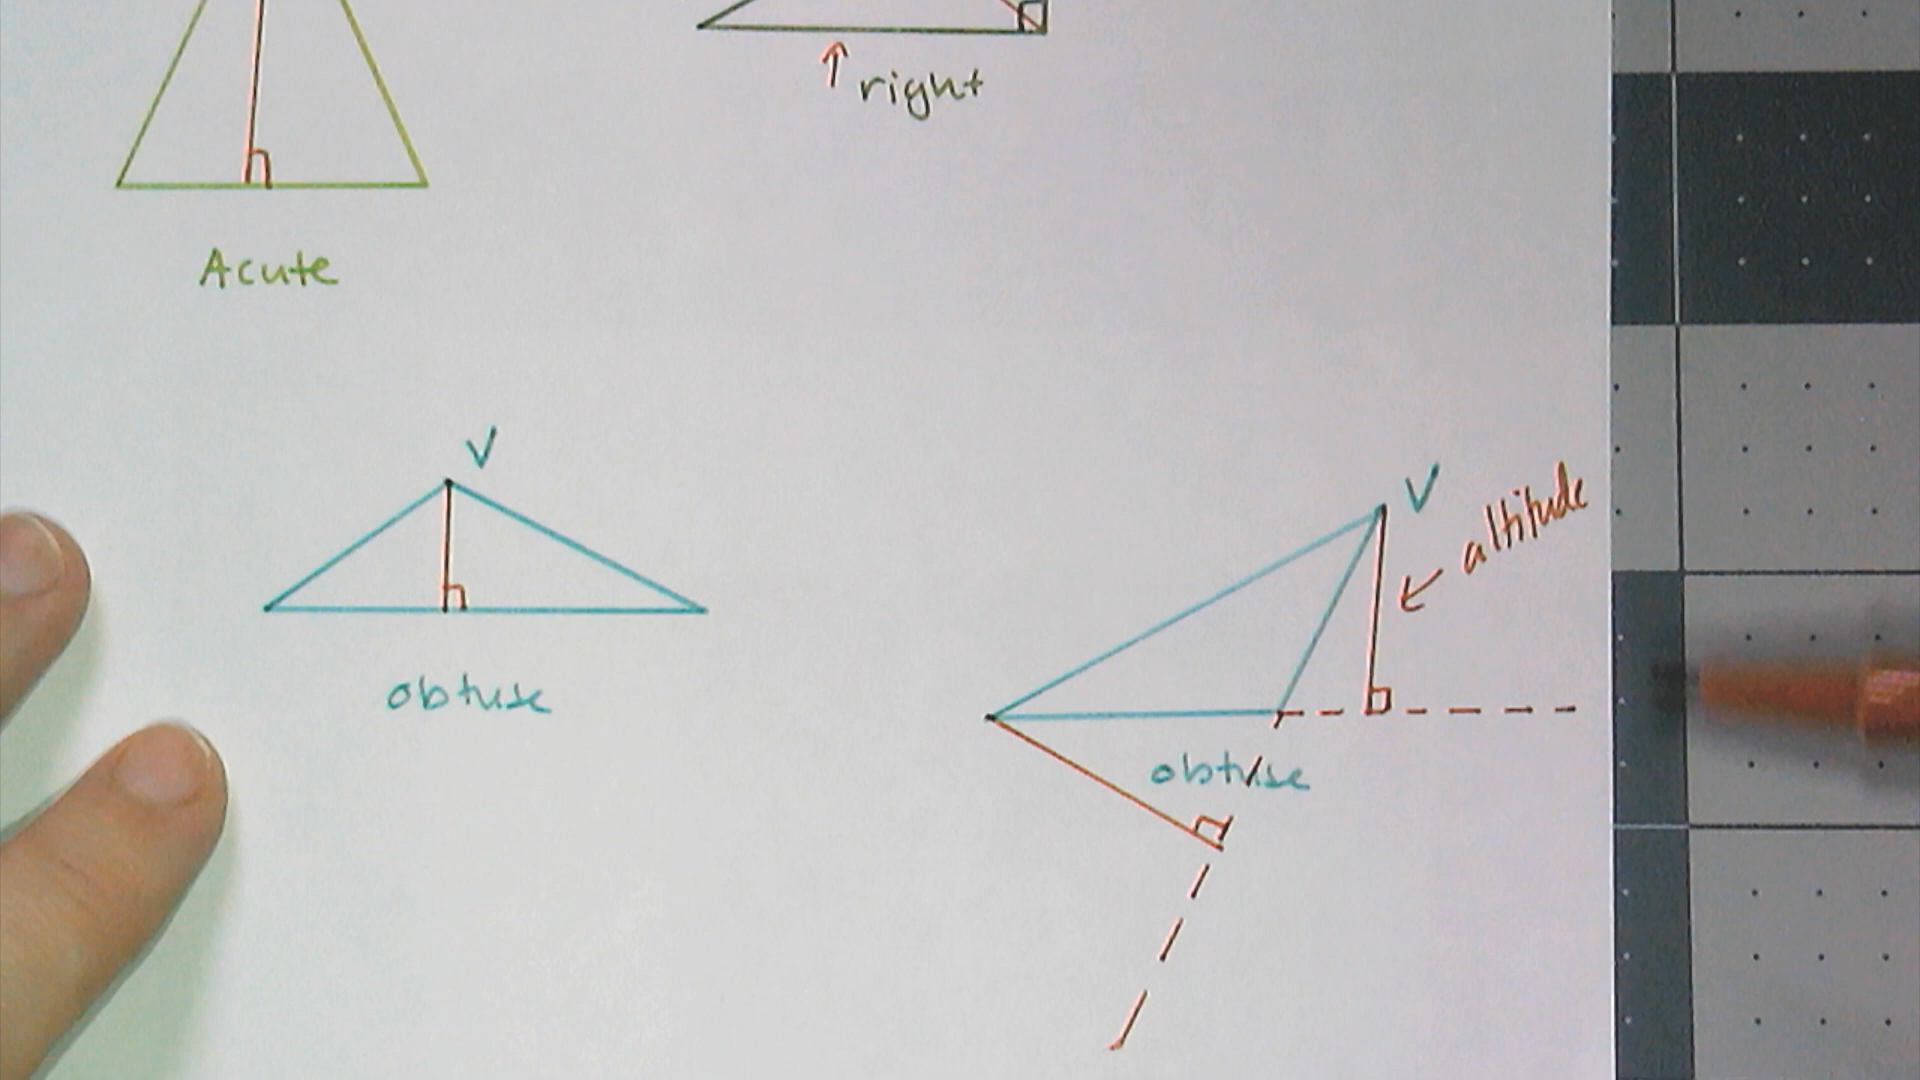 right
Acute
V
obtuse
V
altitude
obtuse